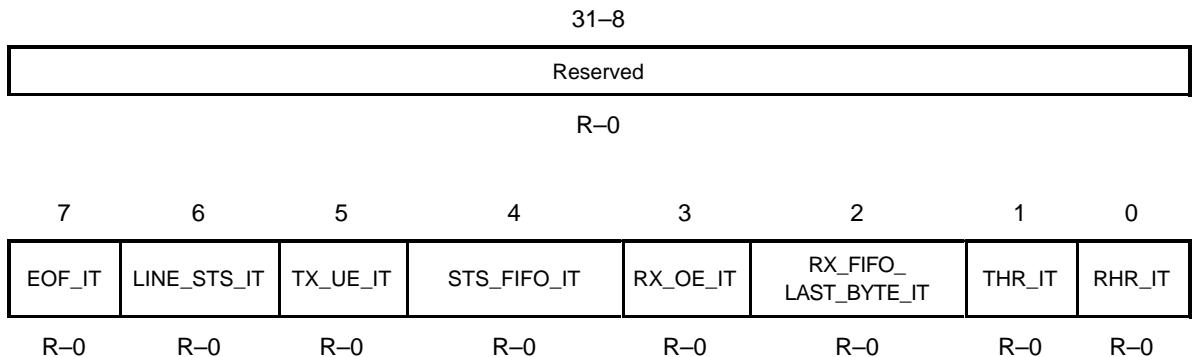 31–8
Reserved
R–0
7 6 5 4 3 2 1 0
EOF_IT LINE_STS_IT TX_UE_IT STS_FIFO_IT RX_OE_IT RX_FIFO_ LAST_BYTE_IT THR_IT RHR_IT
R–0 R–0 R–0 R–0 R–0 R–0 R–0 R–0